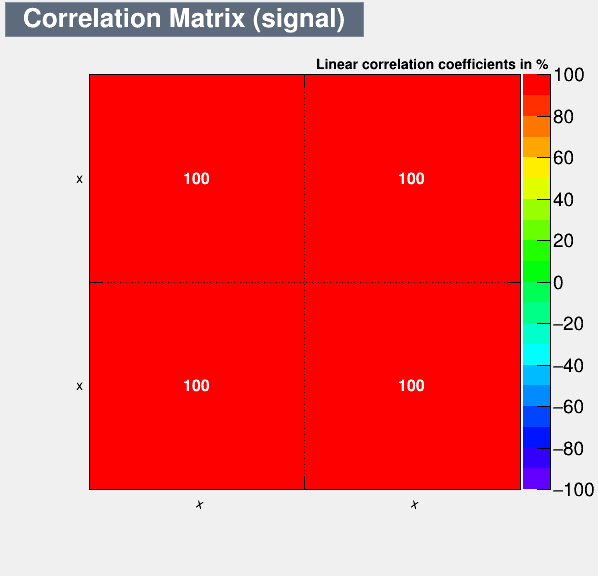 Correlation Matrix (signal)
Linear correlation coefficients in %
100
80
60
40
20
0
−20
−40
−60
−80
−100
x
100
100
x
100
100
x
x